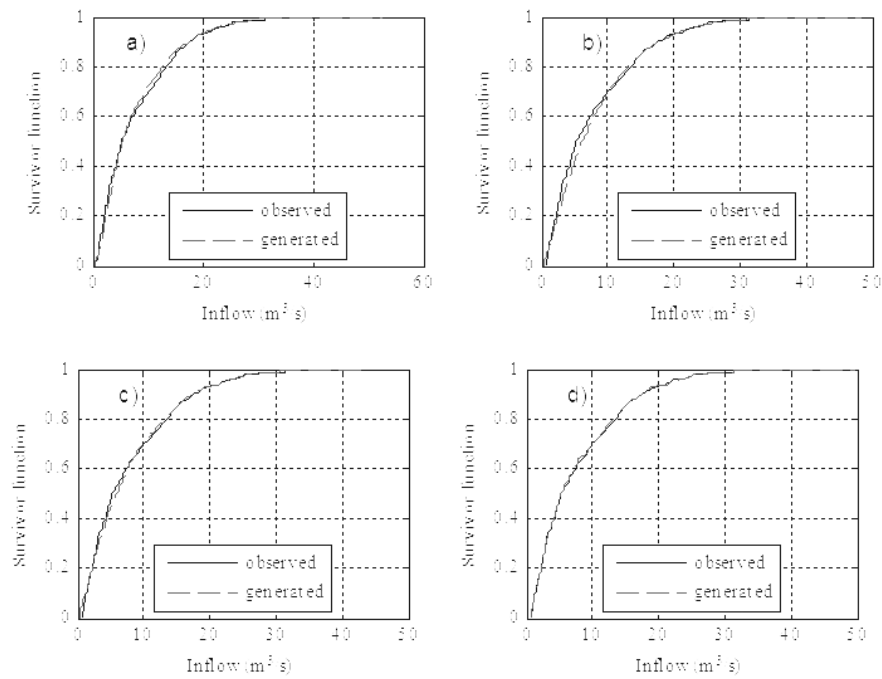 a)
1
0.8
0.6
0.4
0.2
0
Survivor function
observed
generated
0 20 40 60
Inflow (m³ s)
b)
1
0.8
0.6
0.4
0.2
0
Survivor function
observed
generated
0 10 20 30 40 50
Inflow (m³ s)
c)
1
0.8
0.6
0.4
0.2
0
Survivor function
observed
generated
0 10 20 30 40 50
Inflow (m³ s)
d)
1
0.8
0.6
0.4
0.2
0
Survivor function
observed
generated
0 10 20 30 40 50
Inflow (m³ s)